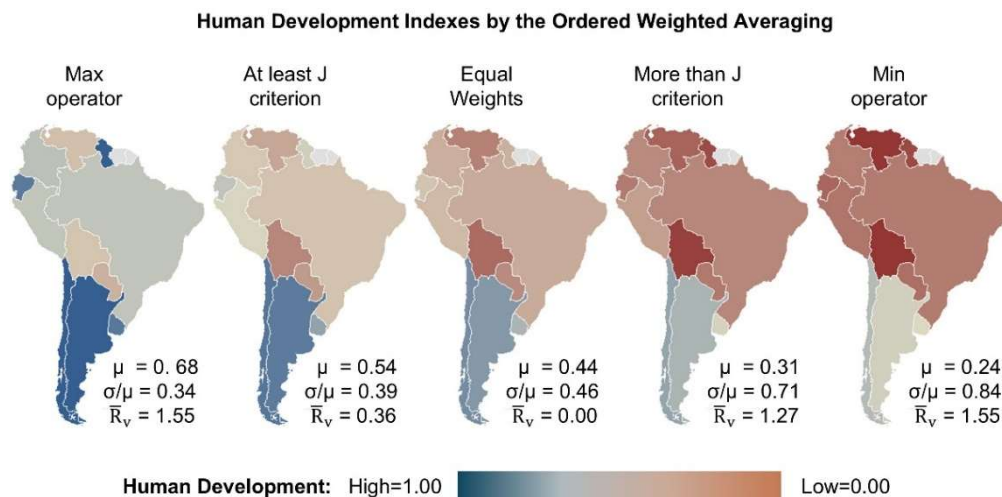 Human Development Indexes by the Ordered Weighted Averaging
Max
operator
At least J
criterion
Equal
Weights
More than J
criterion
Min
operator
μ = 0. 68
σ/μ = 0.34
R̅ᵥ = 1.55
μ = 0.54
σ/μ = 0.39
R̅ᵥ = 0.36
μ = 0.44
σ/μ = 0.46
R̅ᵥ = 0.00
μ = 0.31
σ/μ = 0.71
R̅ᵥ = 1.27
μ = 0.24
σ/μ = 0.84
R̅ᵥ = 1.55
Human Development: High=1.00 Low=0.00